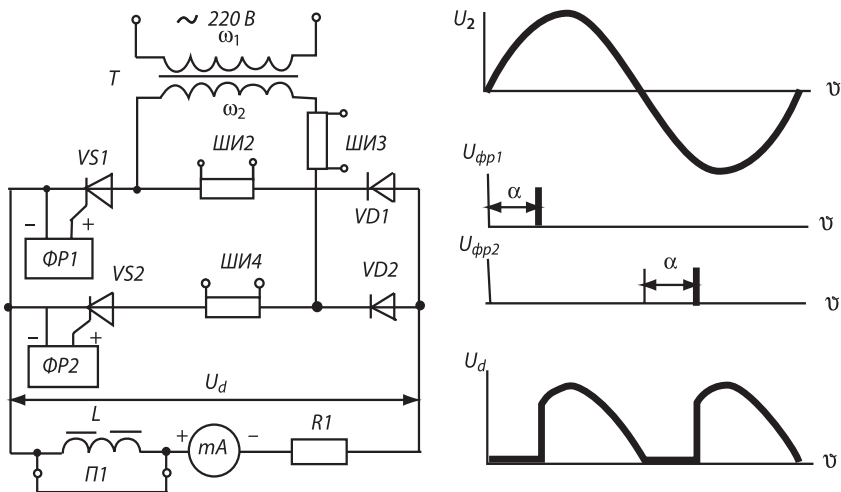 ~ 220 В
ω1
T
ω2
ШИ2
ШИ3
VS1
VD1
− +
ФР1
VS2
ШИ4
VD2
− +
ФР2
Ud
L
+ mA −
R1
П1
U2
ϑ
Uфр1
α
ϑ
Uфр2
α
ϑ
Ud
ϑ